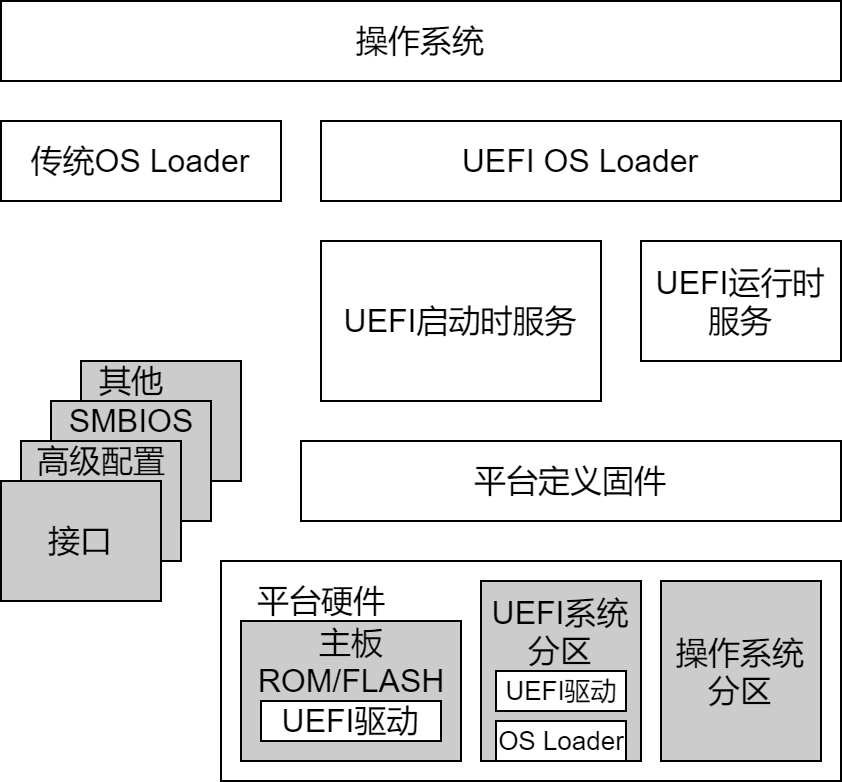 操作系统
传统OS Loader
UEFI OS Loader
UEFI启动时服务
UEFI运行时
服务
其他
SMBIOS
高级配置
接口
平台定义固件
平台硬件
主板
ROM/FLASH
UEFI驱动
UEFI系统
分区
UEFI驱动
OS Loader
操作系统
分区